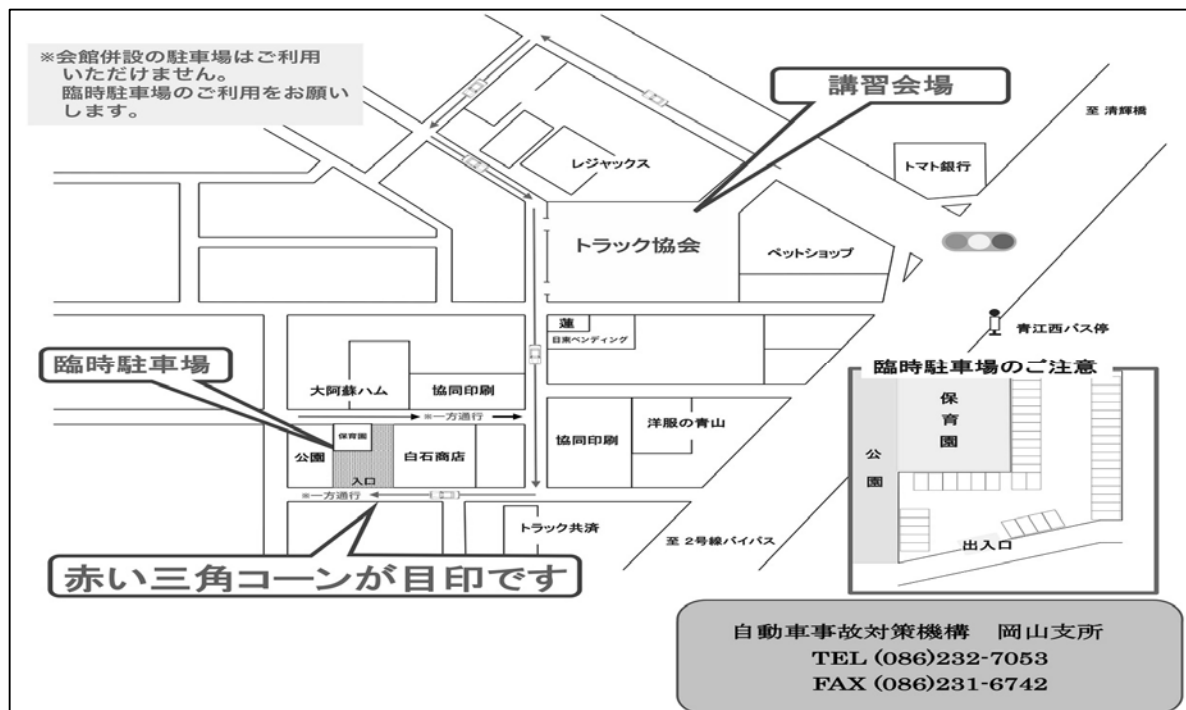 ※会館併設の駐車場はご利用
いただけません。
臨時駐車場のご利用をお願い
します。
講習会場
至 清輝橋
レジャックス
トマト銀行
トラック協会
ペットショップ
蓮
日東ベンディング
青江西バス停
臨時駐車場
大阿蘇ハム
協同印刷
※一方通行
保育園
公園
白石商店
入口
協同印刷
洋服の青山
※一方通行
トラック共済
至 2号線バイパス
赤い三角コーンが目印です
臨時駐車場のご注意
保育園
公園
出入口
自動車事故対策機構 岡山支所
TEL (086)232-7053
FAX (086)231-6742